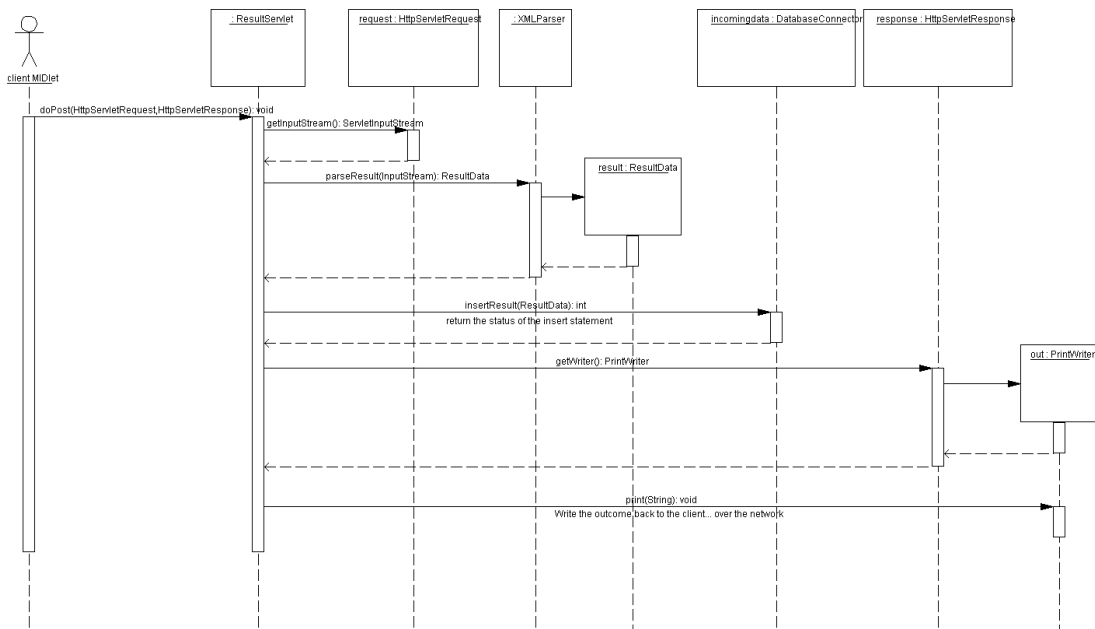 : ResultServlet
request : HttpServletRequest
: XMLParser
incomingdata : DatabaseConnector
response : HttpServletResponse
client MIDlet
doPost(HttpServletRequest,HttpServletResponse): void
getInputStream(): ServletInputStream
result : ResultData
parseResult(InputStream): ResultData
insertResult(ResultData): int
return the status of the insert statement
out : PrintWriter
getWriter(): PrintWriter
print(String): void
Write the outcome back to the client... over the network